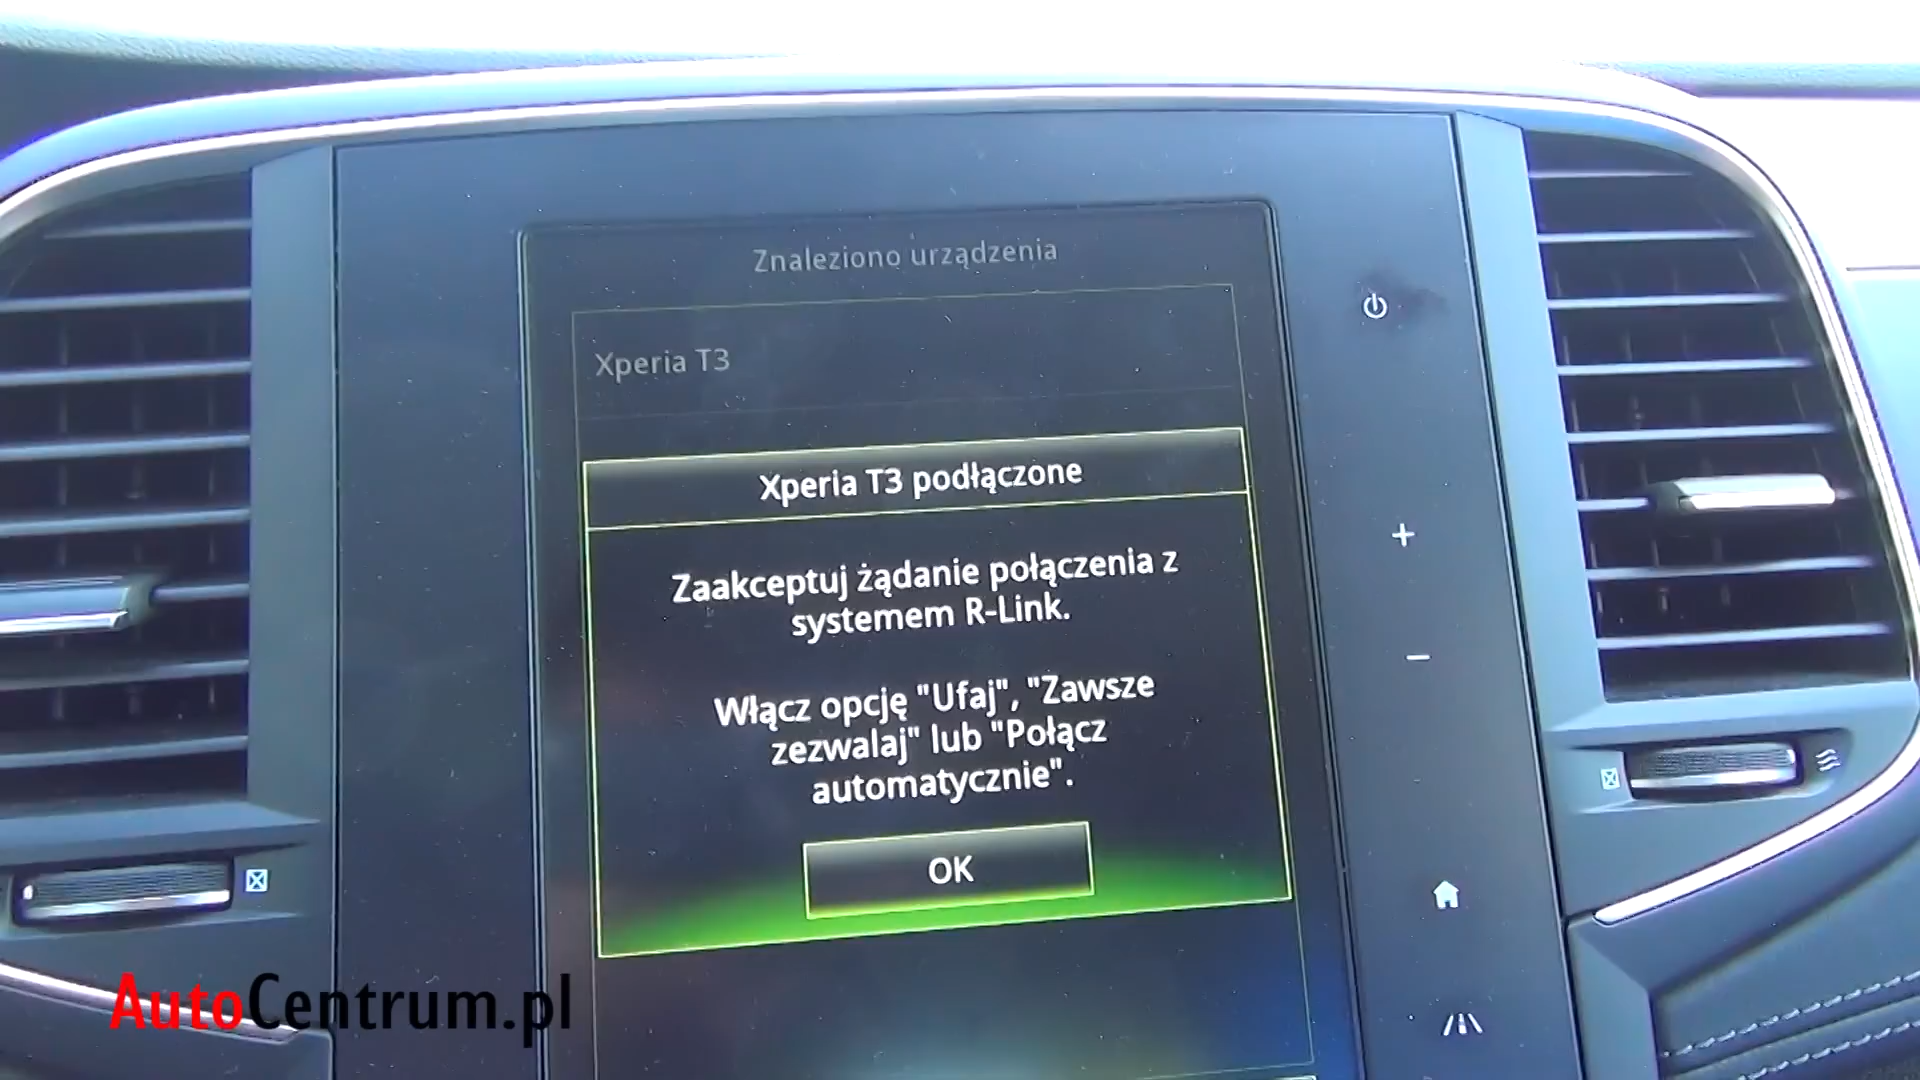 Znaleziono urządzenia
Xperia T3
Xperia T3 podłączone
Zaakceptuj żądanie połączenia z
systemem R-Link.
Włącz opcję "Ufaj", "Zawsze
zezwalaj" lub "Połącz
automatycznie".
OK
AutoCentrum.pl